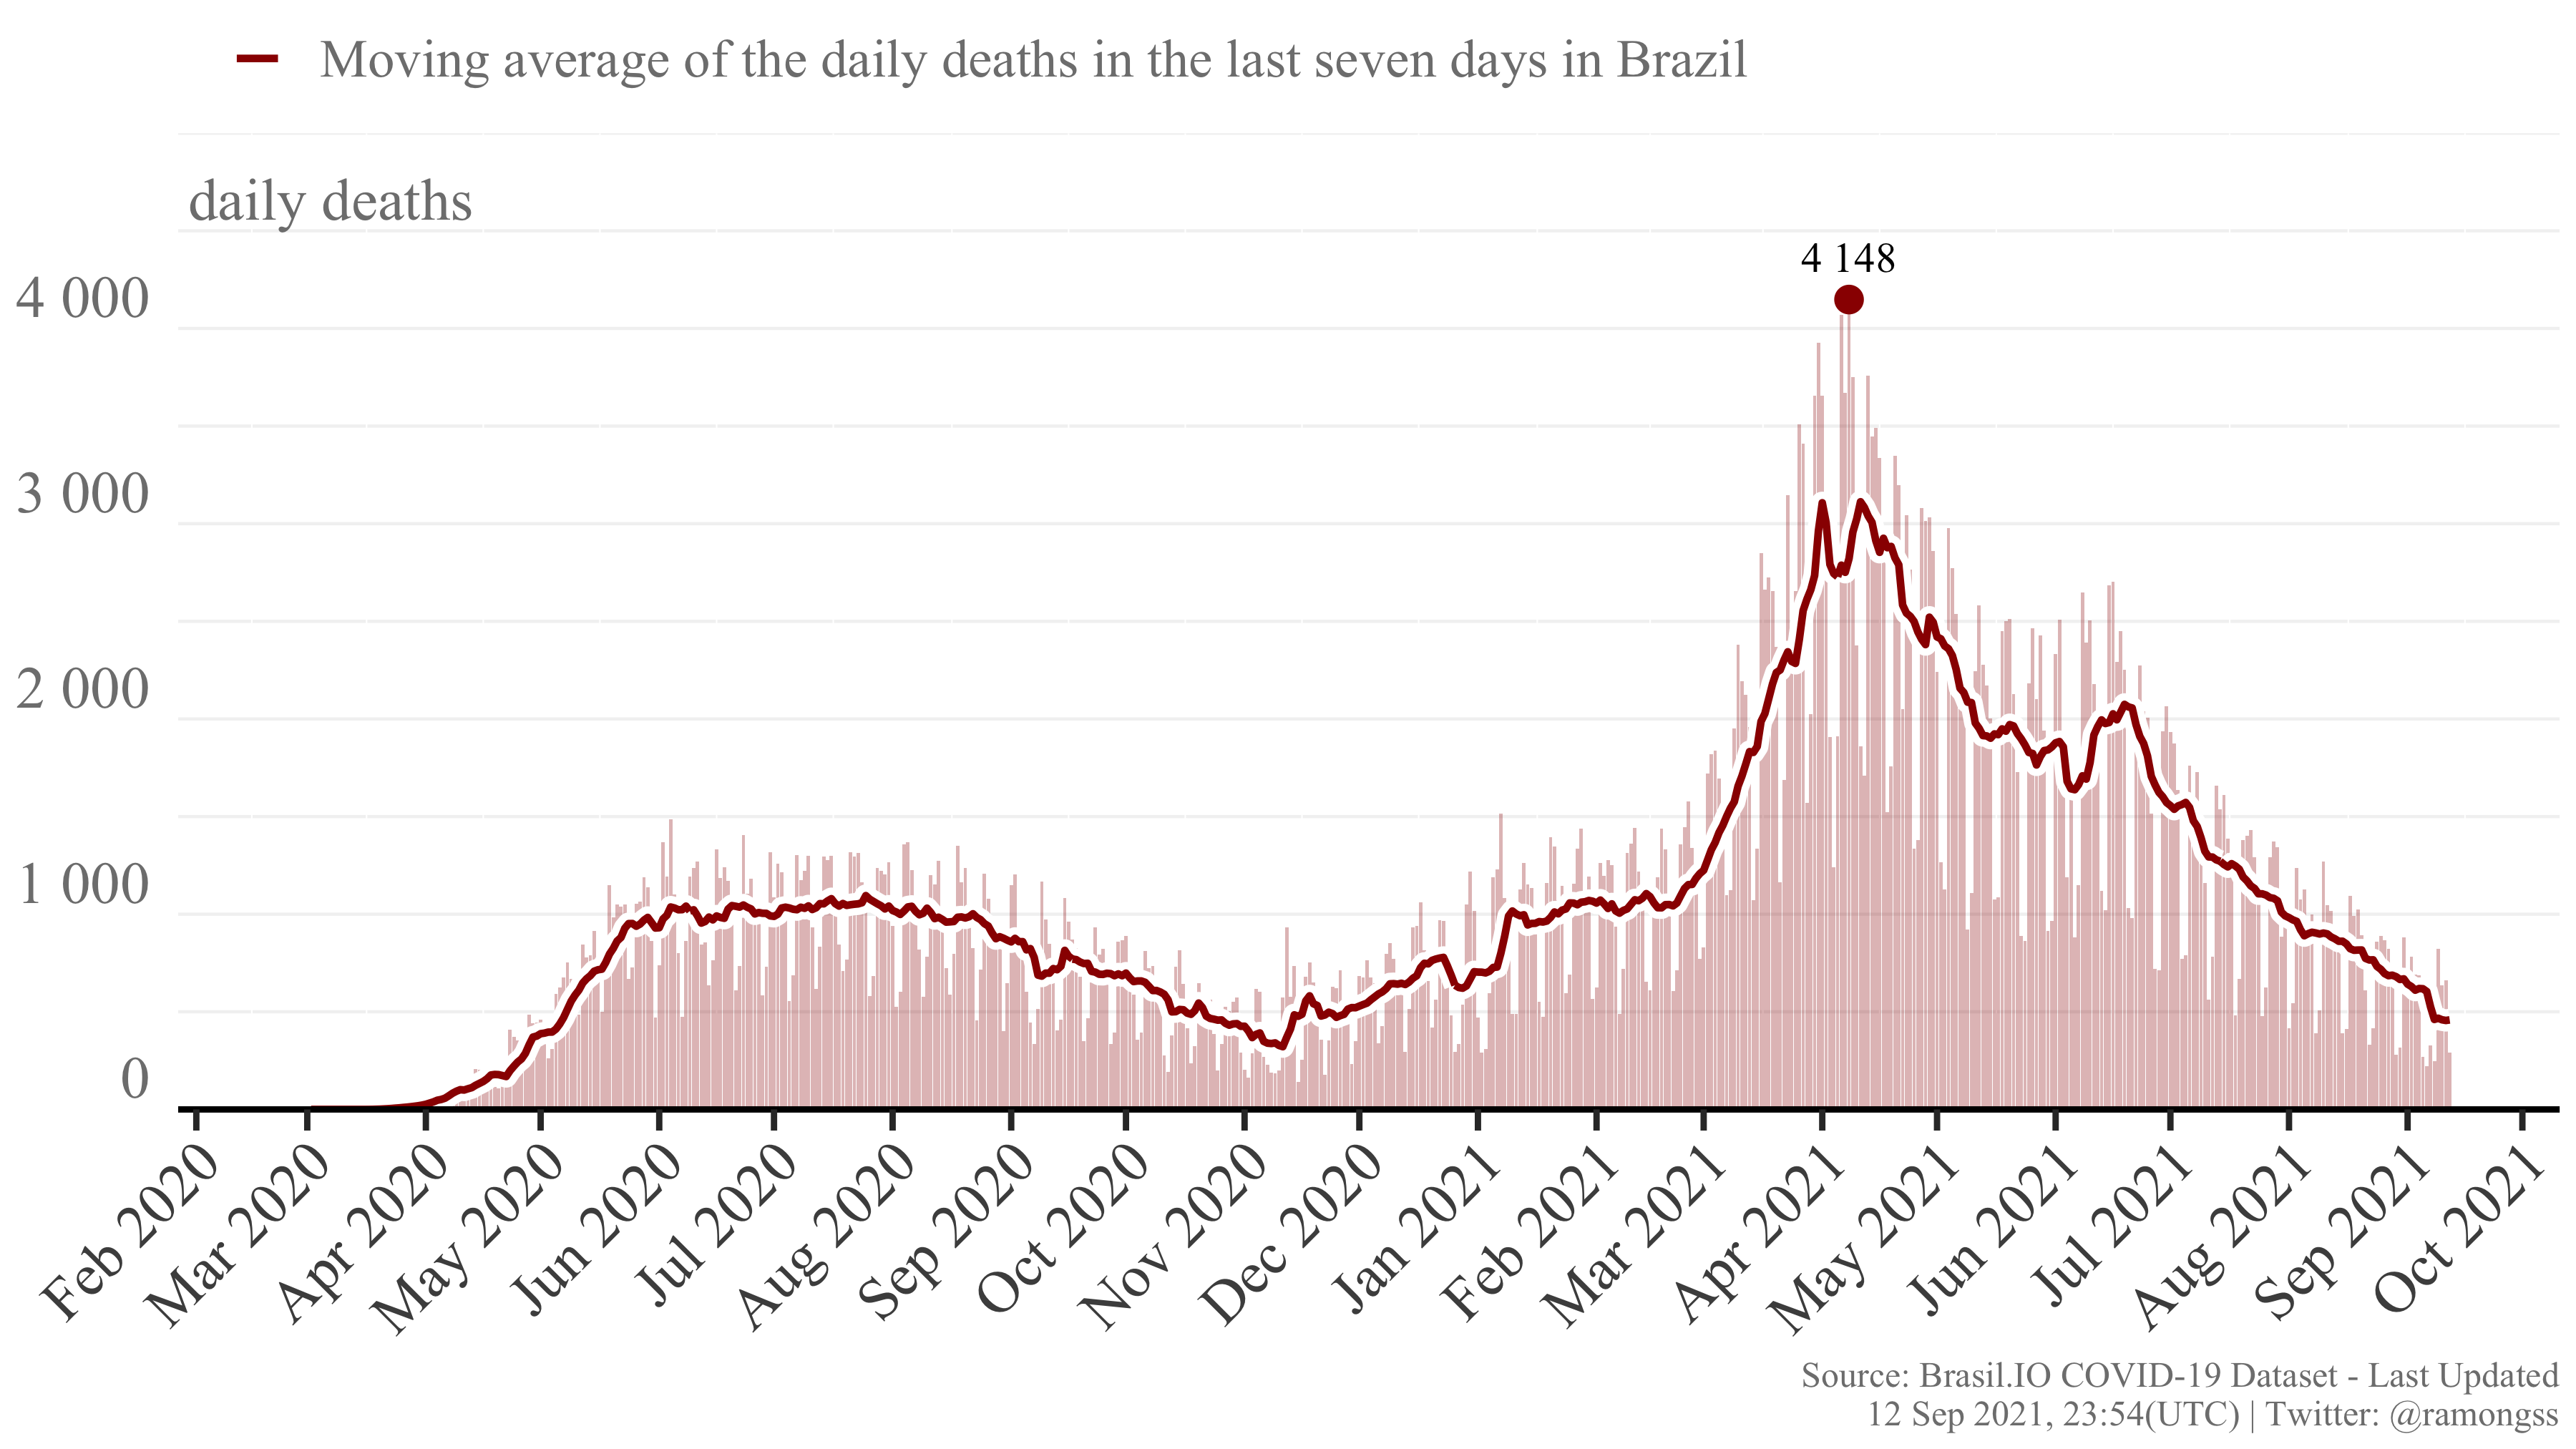 Moving average of the daily deaths in the last seven days in Brazil
daily deaths
4 148
4 000
3 000
2 000
1 000
0
Feb 2020
Mar 2020
Apr 2020
May 2020
Jun 2020
Jul 2020
Aug 2020
Sep 2020
Oct 2020
Nov 2020
Dec 2020
Jan 2021
Feb 2021
Mar 2021
Apr 2021
May 2021
Jun 2021
Jul 2021
Aug 2021
Sep 2021
Oct 2021
Source: Brasil.IO COVID-19 Dataset - Last Updated
12 Sep 2021, 23:54(UTC) | Twitter: @ramongss